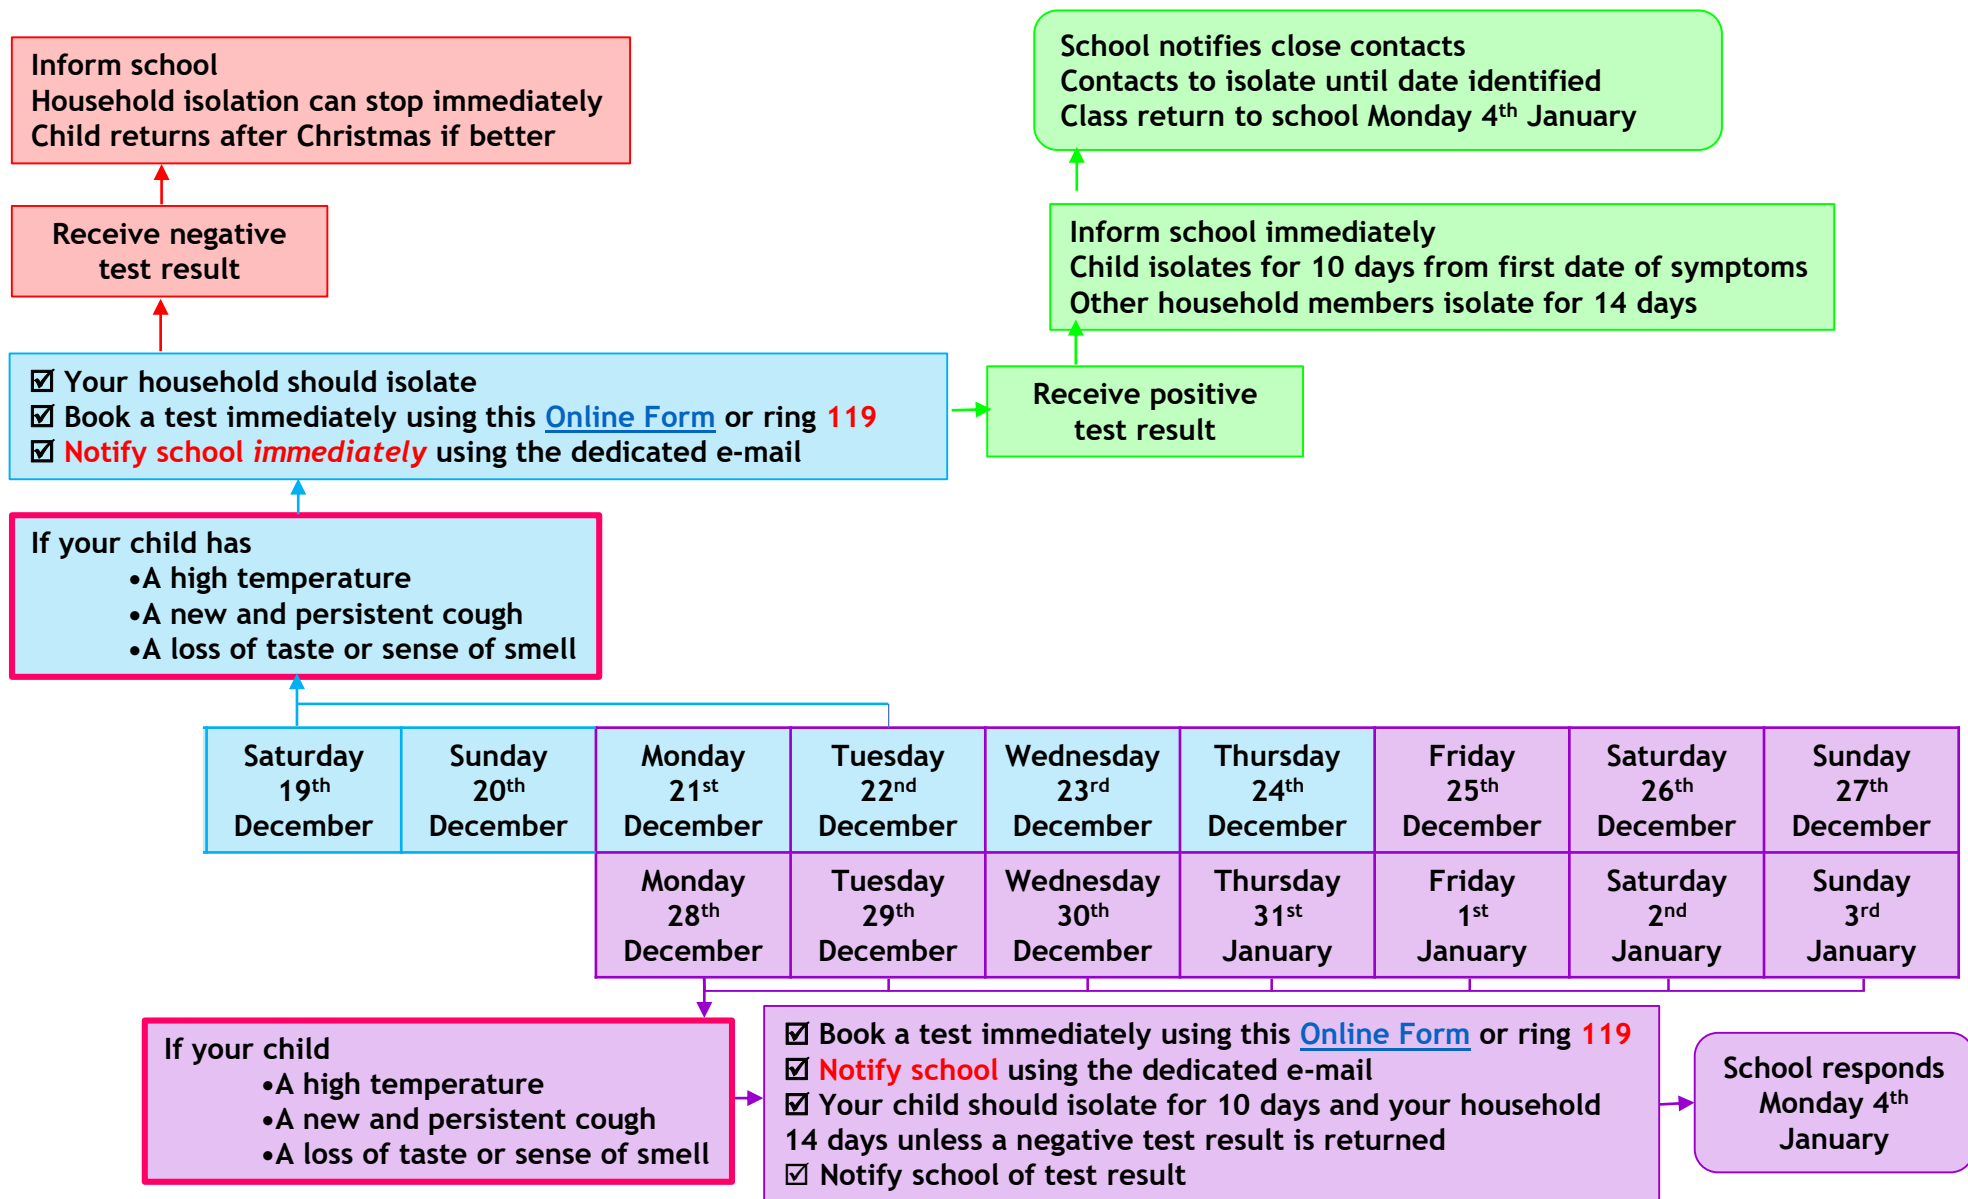 Inform school
Household isolation can stop immediately
Child returns after Christmas if better
School notifies close contacts
Contacts to isolate until date identified
Class return to school Monday 4th January
Receive negative
test result
Inform school immediately
Child isolates for 10 days from first date of symptoms
Other household members isolate for 14 days
☑ Your household should isolate
☑ Book a test immediately using this Online Form or ring 119
☑ Notify school immediately using the dedicated e-mail
Receive positive
test result
If your child has
•A high temperature
•A new and persistent cough
•A loss of taste or sense of smell
Saturday
19th
December
Sunday
20th
December
Monday
21st
December
Tuesday
22nd
December
Wednesday
23rd
December
Thursday
24th
December
Friday
25th
December
Saturday
26th
December
Sunday
27th
December
Monday
28th
December
Tuesday
29th
December
Wednesday
30th
December
Thursday
31st
January
Friday
1st
January
Saturday
2nd
January
Sunday
3rd
January
If your child
•A high temperature
•A new and persistent cough
•A loss of taste or sense of smell
☑ Book a test immediately using this Online Form or ring 119
☑ Notify school using the dedicated e-mail
☑ Your child should isolate for 10 days and your household
14 days unless a negative test result is returned
☑ Notify school of test result
School responds
Monday 4th
January